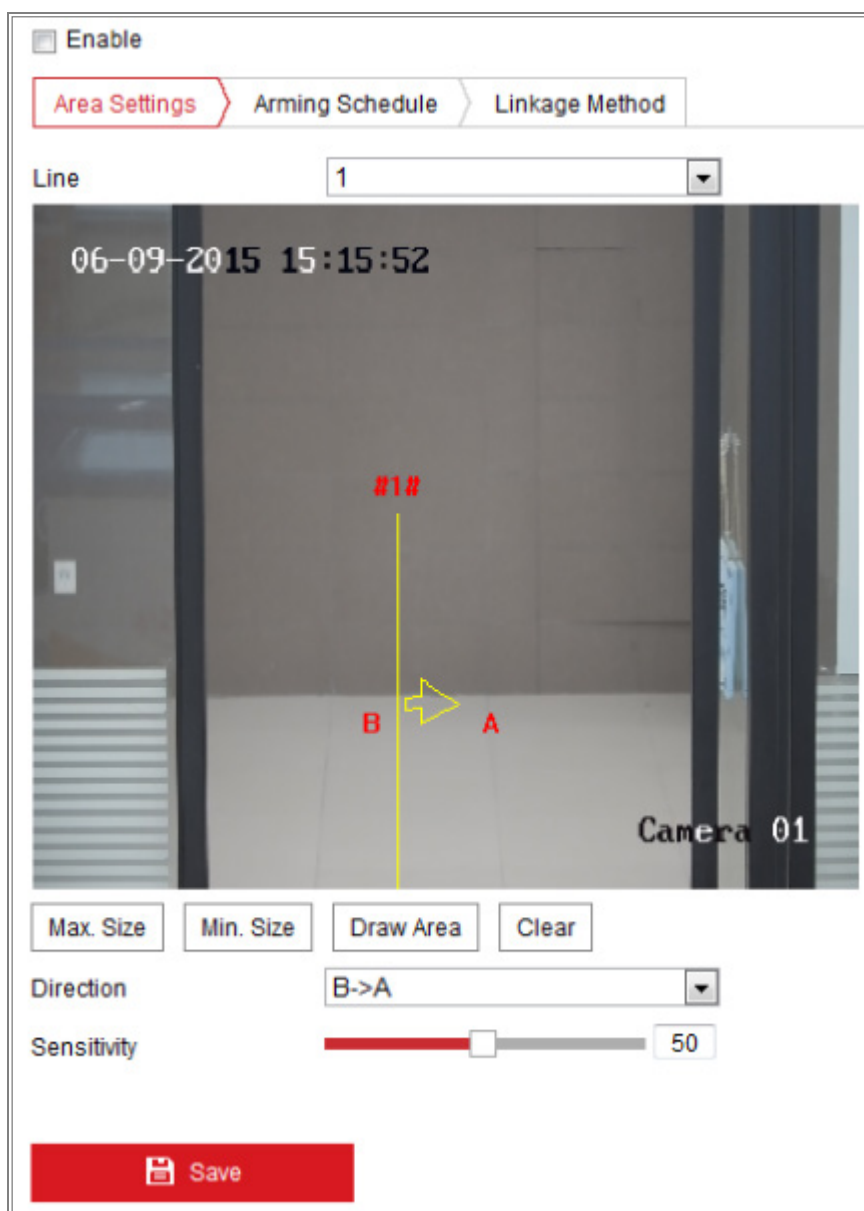 Enable
Area Settings Arming Schedule Linkage Method
Line 1
06-09-2015 15:15:52
#1#
B A
Camera 01
Max. Size Min. Size Draw Area Clear
Direction B->A
Sensitivity 50
Save